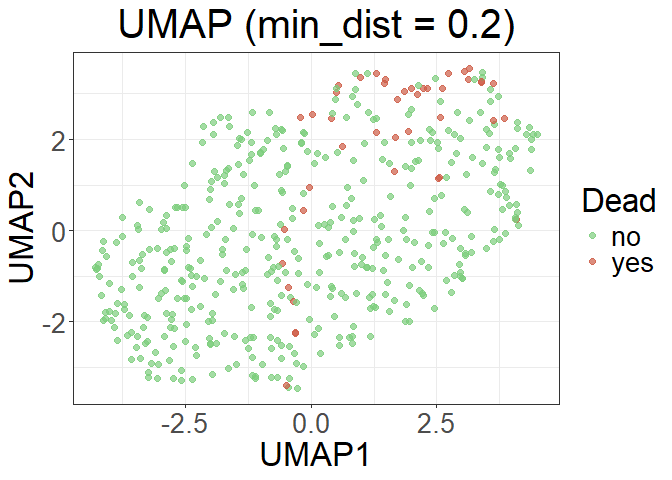 UMAP (min_dist = 0.2)
2
0
-2
-2.5
0.0
2.5
UMAP1
UMAP2
Dead
no
yes